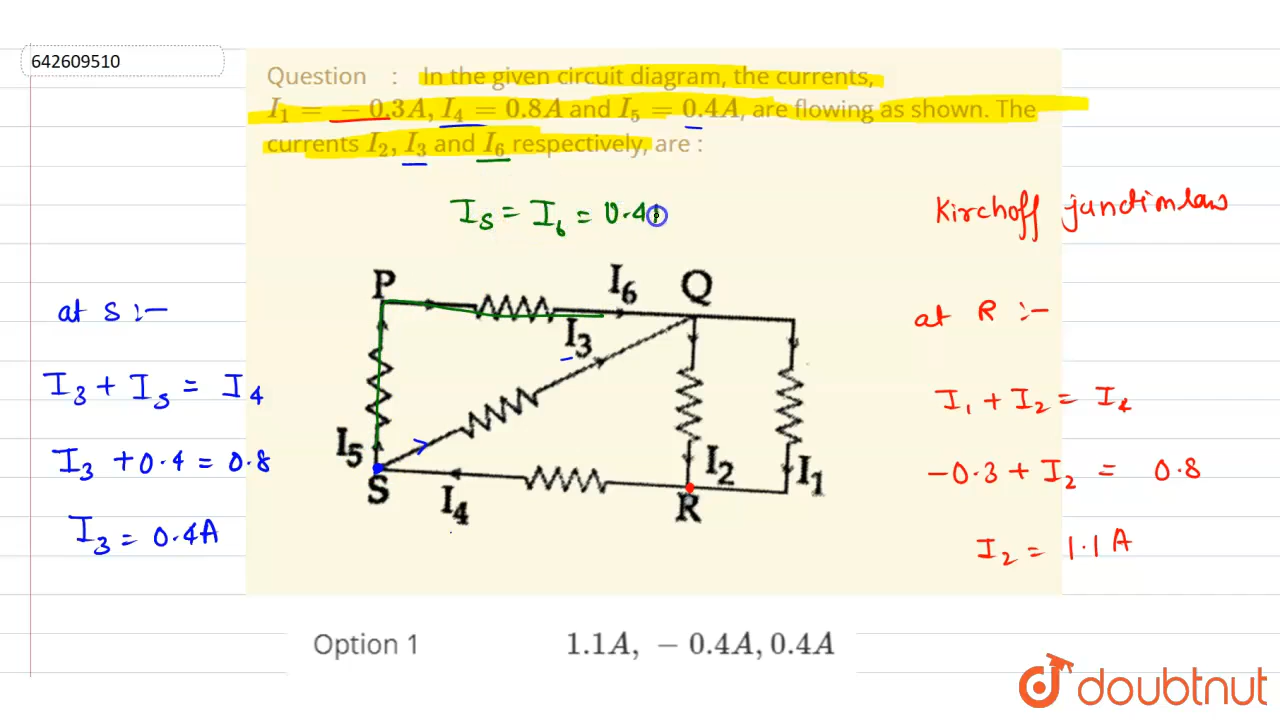 642609510
Question : In the given circuit diagram, the currents,
I₁ = −0.3A, I₄ = 0.8A and I₅ = 0.4A, are flowing as shown. The
currents I₂, I₃ and I₆ respectively, are :
I₅ = I₆ = 0.41
Kirchoff junction law
P
I₆
Q
I₃
I₅
S
I₄
I₂
R
I₁
at S :-
I₃ + I₅ = I₄
I₃ + 0.4 = 0.8
I₃ = 0.4A
at R :-
I₁ + I₂ = I₄
-0.3 + I₂ = 0.8
I₂ = 1.1 A
Option 1 1.1A, −0.4A, 0.4A
doubtnut